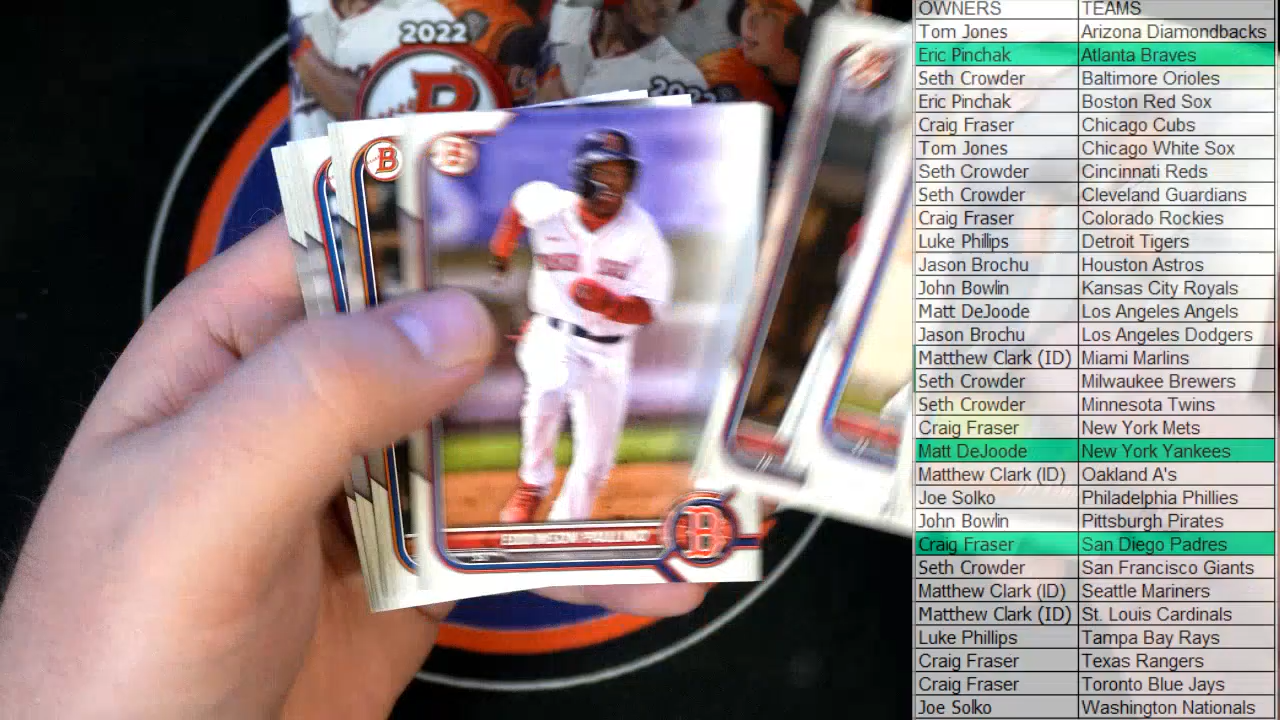 2022
2022
B
B
B
B
OWNERS TEAMS
Tom Jones Arizona Diamondbacks
Eric Pinchak Atlanta Braves
Seth Crowder Baltimore Orioles
Eric Pinchak Boston Red Sox
Craig Fraser Chicago Cubs
Tom Jones Chicago White Sox
Seth Crowder Cincinnati Reds
Seth Crowder Cleveland Guardians
Craig Fraser Colorado Rockies
Luke Phillips Detroit Tigers
Jason Brochu Houston Astros
John Bowlin Kansas City Royals
Matt DeJoode Los Angeles Angels
Jason Brochu Los Angeles Dodgers
Matthew Clark (ID) Miami Marlins
Seth Crowder Milwaukee Brewers
Seth Crowder Minnesota Twins
Craig Fraser New York Mets
Matt DeJoode New York Yankees
Matthew Clark (ID) Oakland A's
Joe Solko Philadelphia Phillies
John Bowlin Pittsburgh Pirates
Craig Fraser San Diego Padres
Seth Crowder San Francisco Giants
Matthew Clark (ID) Seattle Mariners
Matthew Clark (ID) St. Louis Cardinals
Luke Phillips Tampa Bay Rays
Craig Fraser Texas Rangers
Craig Fraser Toronto Blue Jays
Joe Solko Washington Nationals